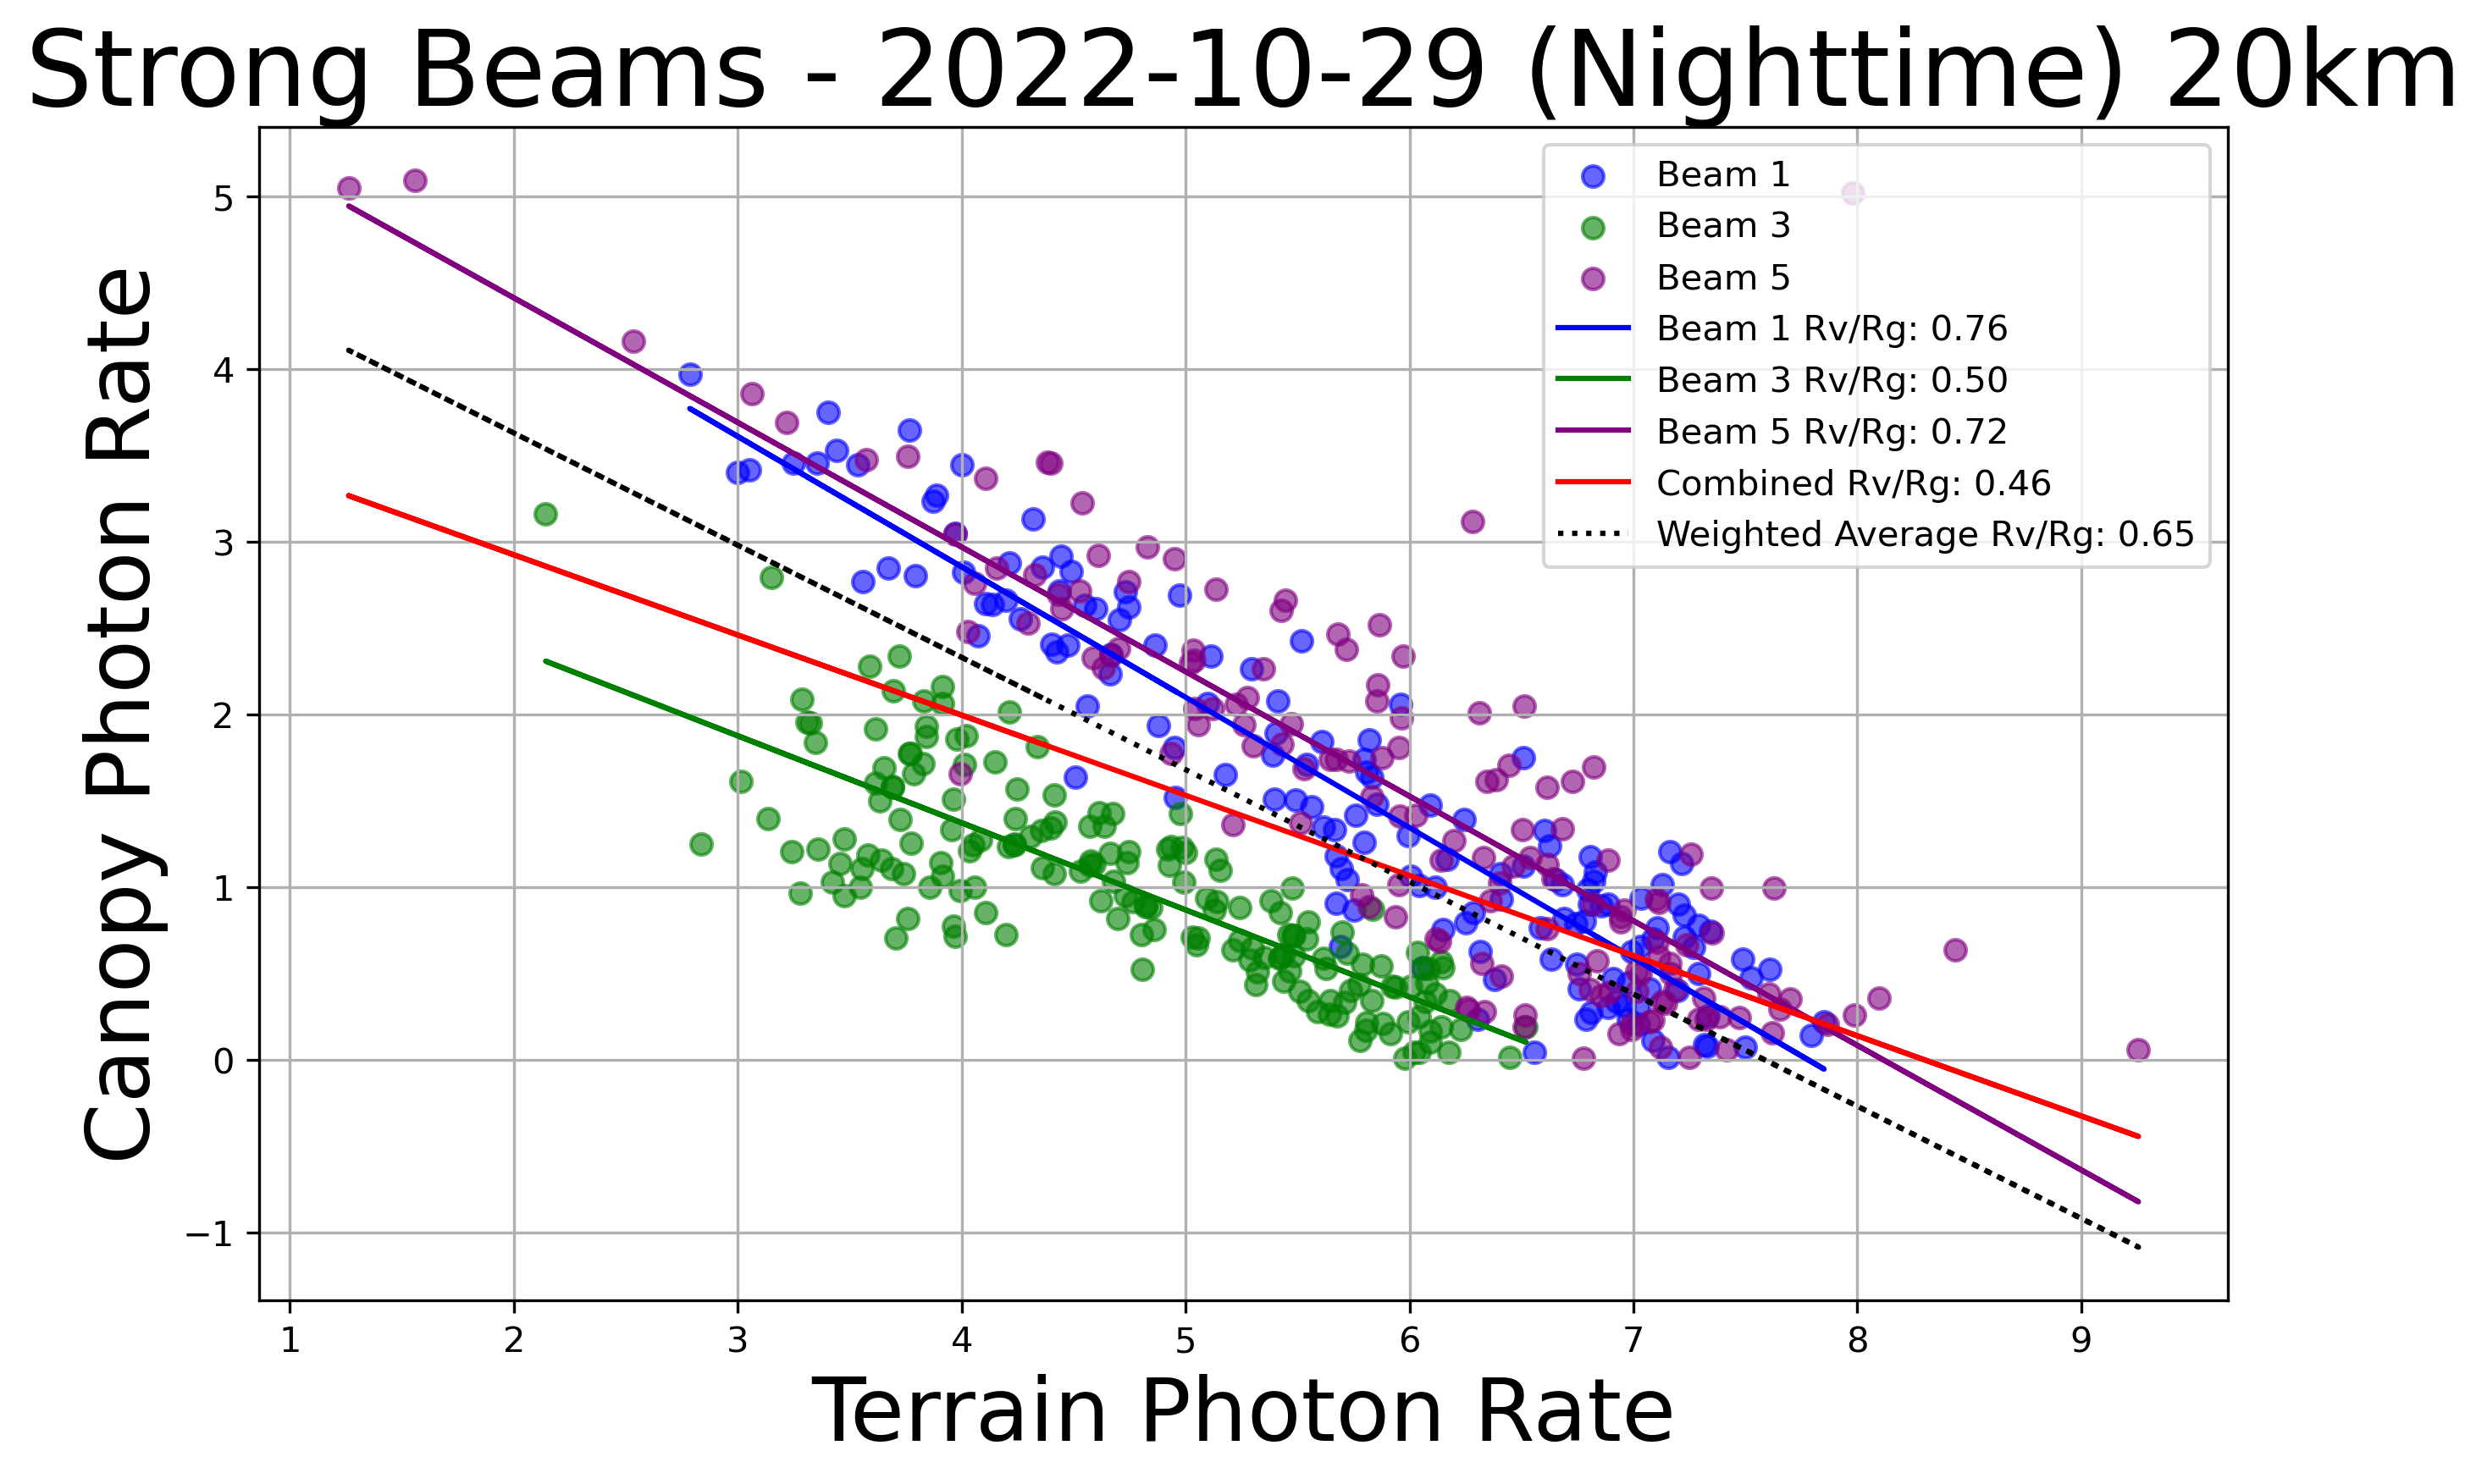 Strong Beams - 2022-10-29 (Nighttime) 20km
Canopy Photon Rate
5
4
3
2
1
0
−1
Beam 1
Beam 3
Beam 5
Beam 1 Rv/Rg: 0.76
Beam 3 Rv/Rg: 0.50
Beam 5 Rv/Rg: 0.72
Combined Rv/Rg: 0.46
Weighted Average Rv/Rg: 0.65
1 2 3 4 5 6 7 8 9
Terrain Photon Rate